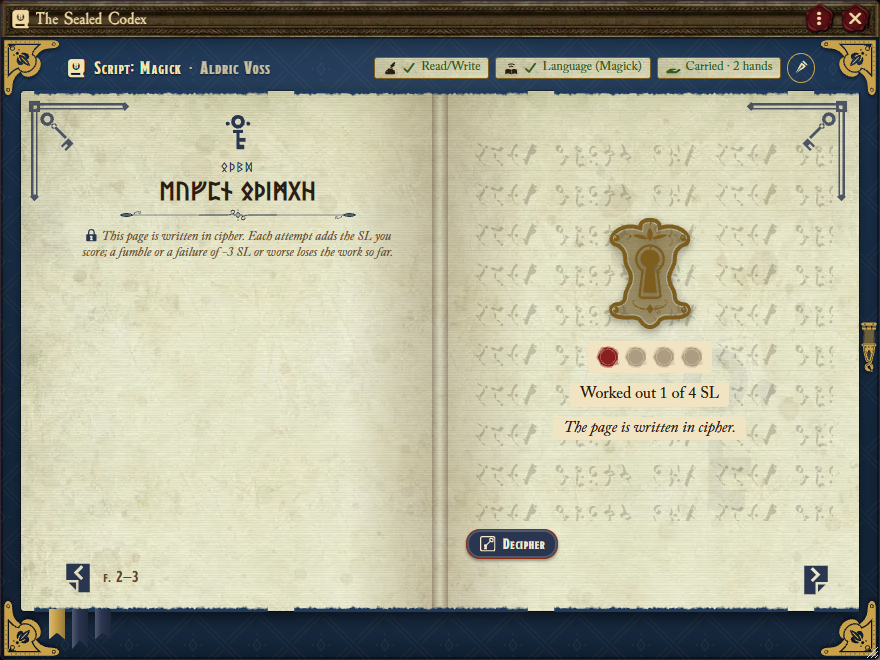 The Sealed Codex
Script: Magick · Aldric Voss
✓ Read/Write
✓ Language (Magick)
Carried · 2 hands
ᛟᚦᛒᛞ
This page is written in cipher. Each attempt adds the SL you
score; a fumble or a failure of −3 SL or worse loses the work so far.
Worked out 1 of 4 SL
The page is written in cipher.
Decipher
f. 2–3